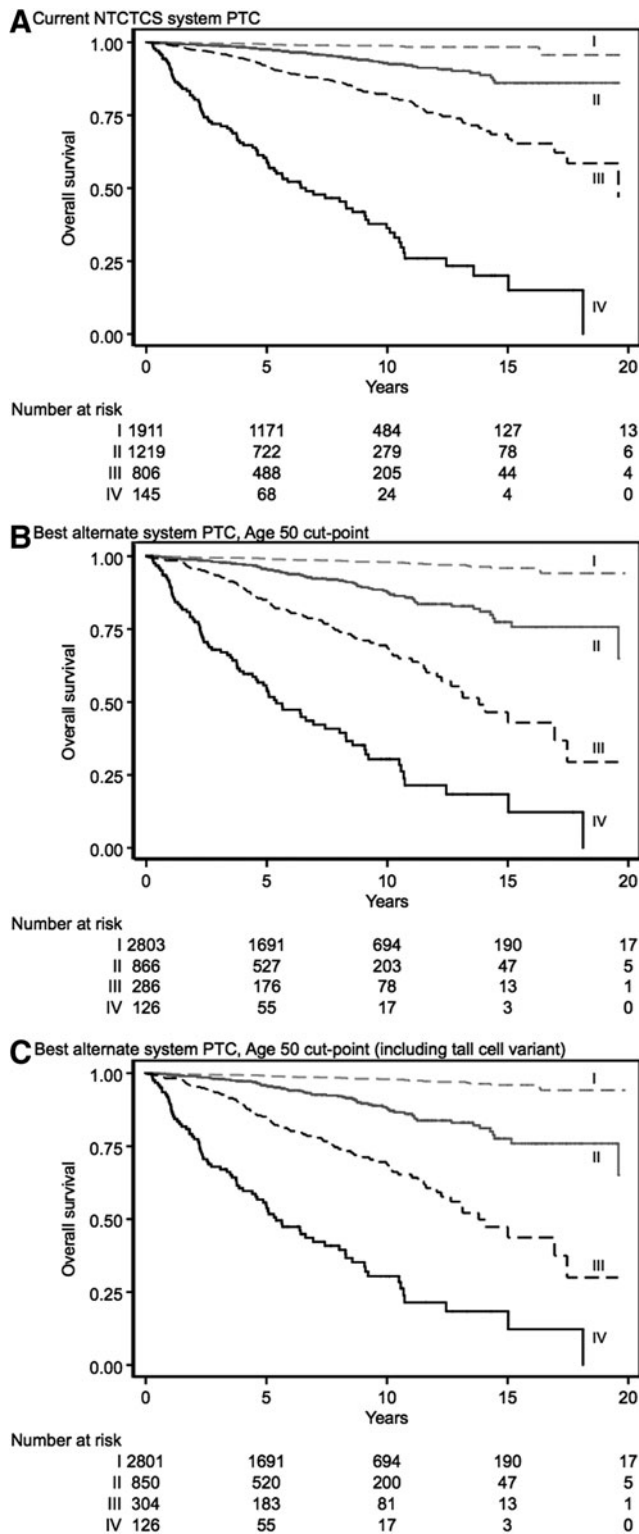 A Current NTCTCS system PTC
1.00
0.75
0.50
0.25
0.00
Overall survival
I
II
III
IV
0 5 10 15 20
Years
Number at risk
I 1911 1171 484 127 13
II 1219 722 279 78 6
III 806 488 205 44 4
IV 145 68 24 4 0
B Best alternate system PTC, Age 50 cut-point
1.00
0.75
0.50
0.25
0.00
Overall survival
I
II
III
IV
0 5 10 15 20
Years
Number at risk
I 2803 1691 694 190 17
II 866 527 203 47 5
III 286 176 78 13 1
IV 126 55 17 3 0
C Best alternate system PTC, Age 50 cut-point (including tall cell variant)
1.00
0.75
0.50
0.25
0.00
Overall survival
I
II
III
IV
0 5 10 15 20
Years
Number at risk
I 2801 1691 694 190 17
II 850 520 200 47 5
III 304 183 81 13 1
IV 126 55 17 3 0